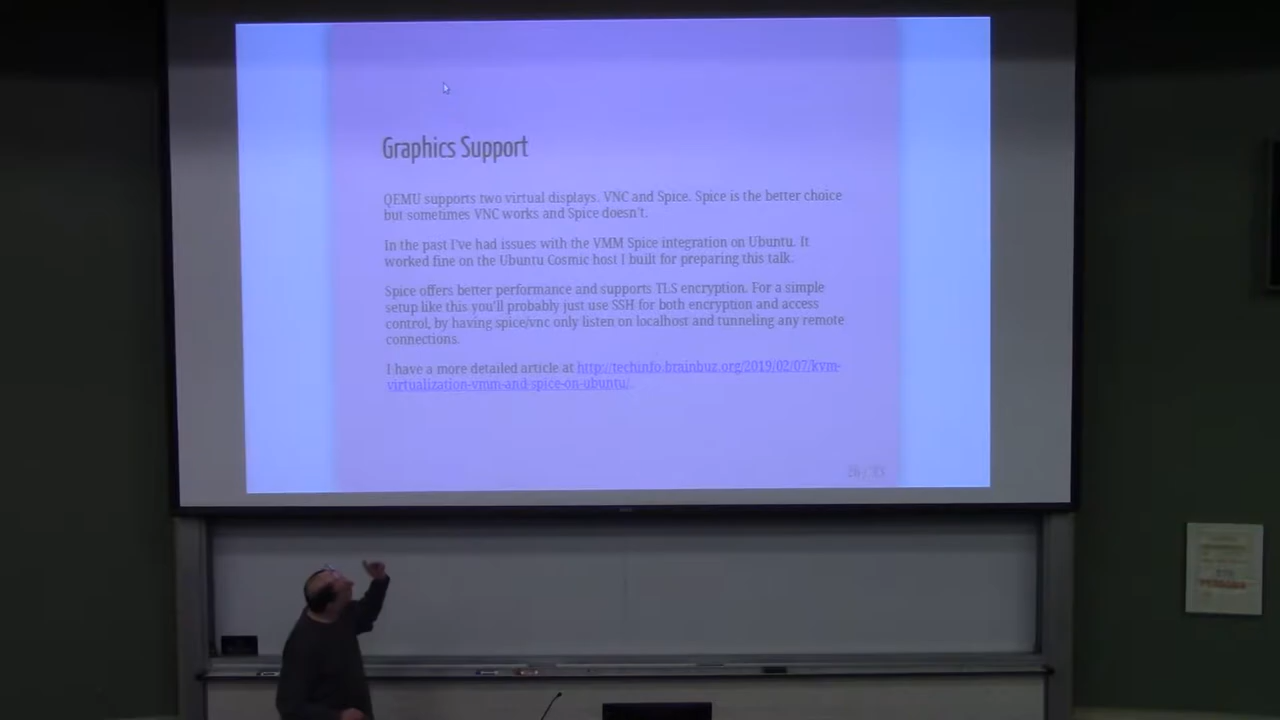 Graphics Support
QEMU supports two virtual displays. VNC and Spice. Spice is the better choice
but sometimes VNC works and Spice doesn't.
In the past I've had issues with the VMM Spice integration on Ubuntu. It
worked fine on the Ubuntu Cosmic host I built for preparing this talk.
Spice offers better performance and supports TLS encryption. For a simple
setup like this you'll probably just use SSH for both encryption and access
control, by having spice/vnc only listen on localhost and tunneling any remote
connections.
I have a more detailed article at http://techinfo.brainbuz.org/2019/02/07/kvm-
virtualization-vmm-and-spice-on-ubuntu/.